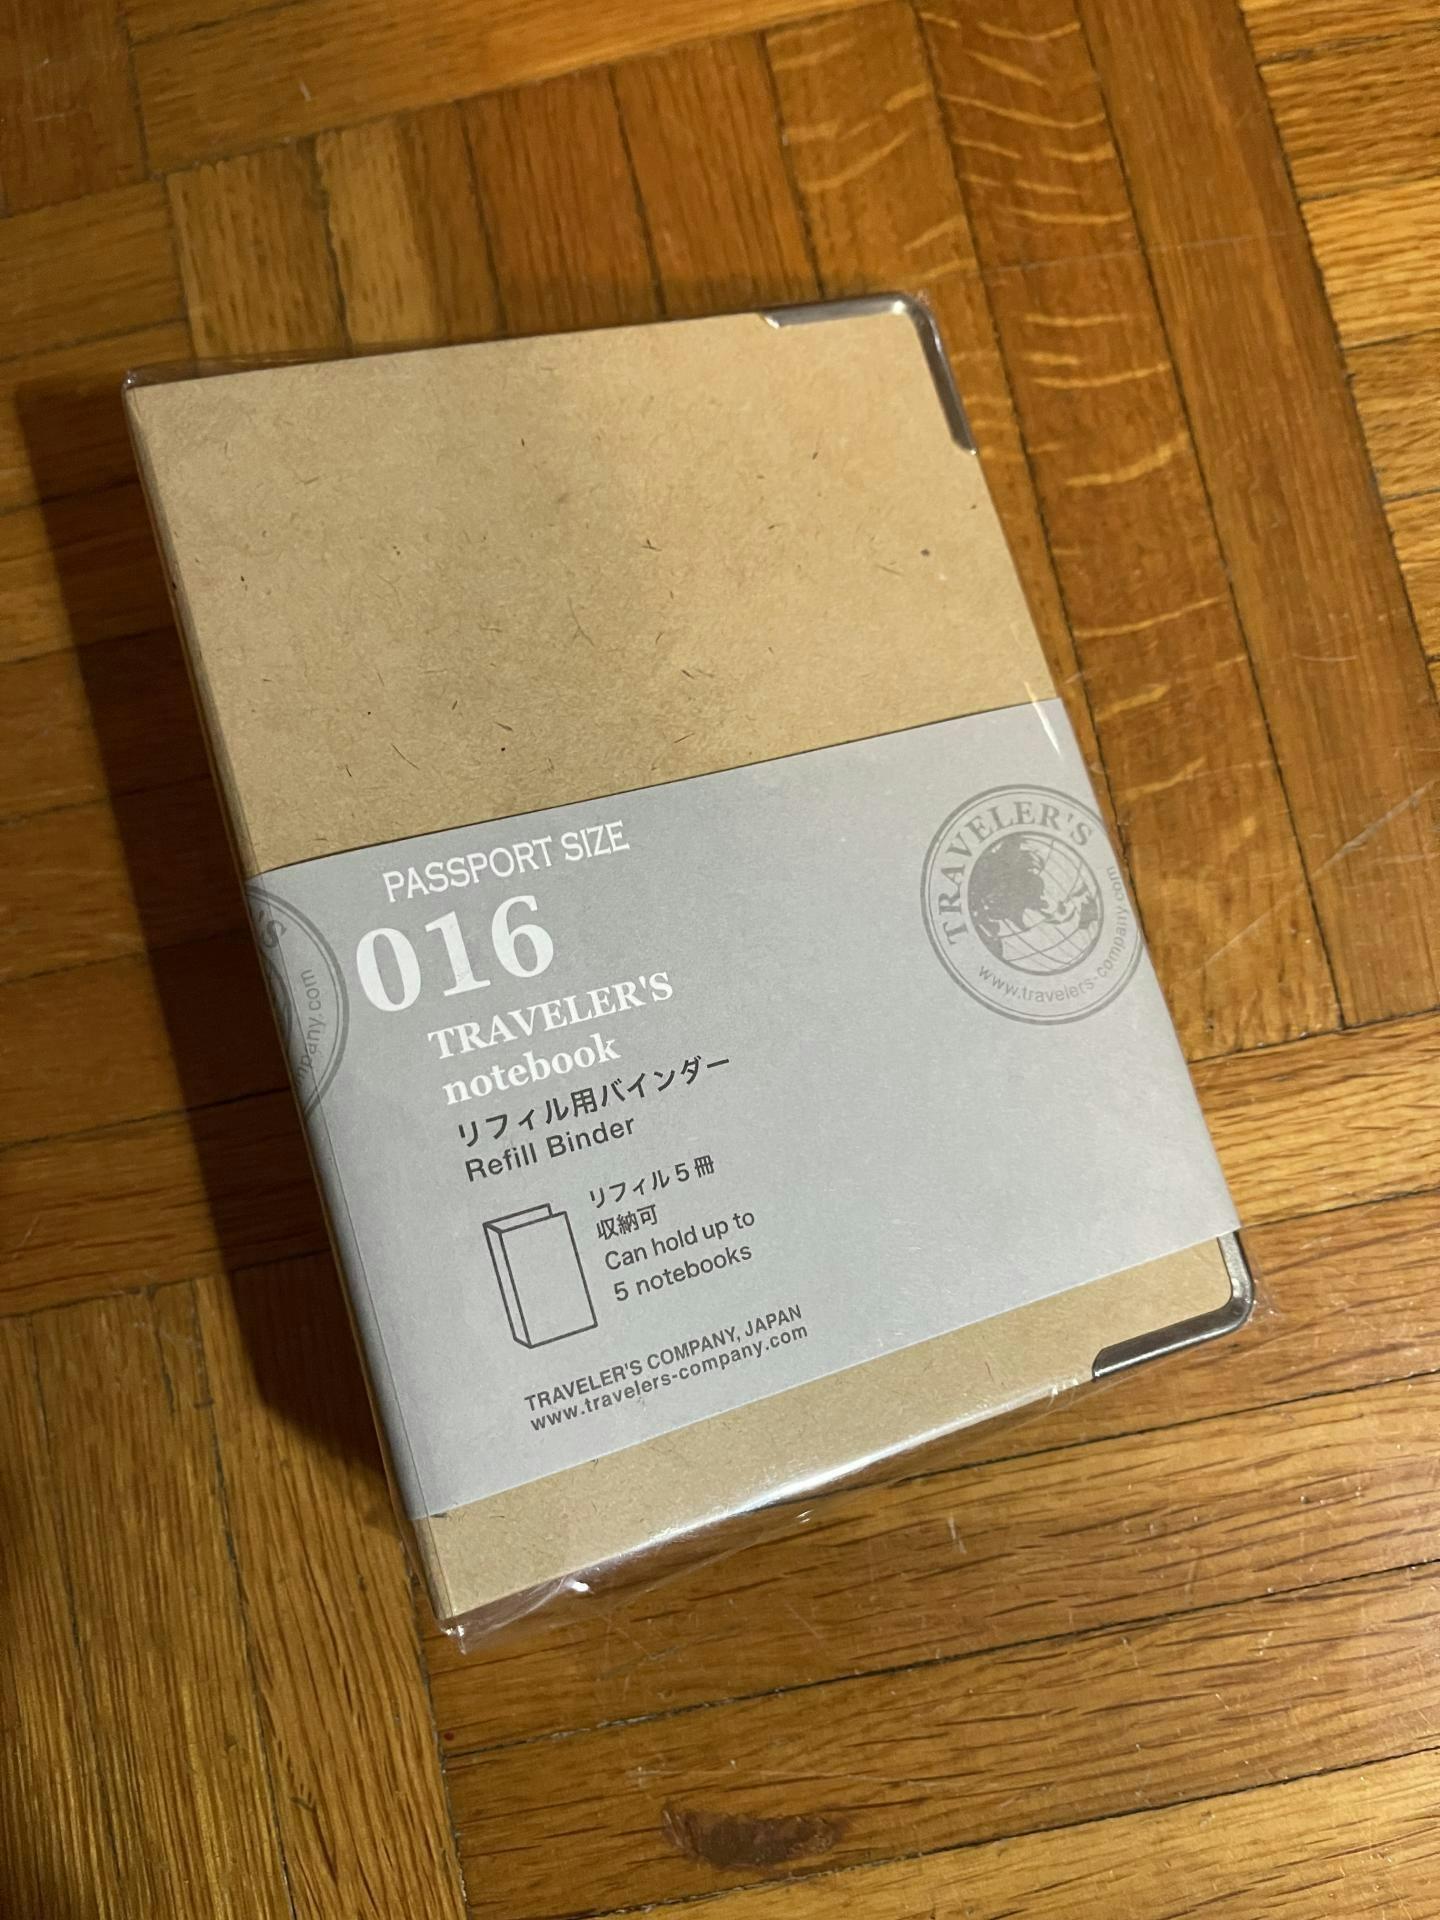 PASSPORT SIZE
016
TRAVELER'S
notebook
リフィル用バインダー
Refill Binder
リフィル 5 冊
収納可
Can hold up to
5 notebooks
TRAVELER'S COMPANY, JAPAN
www.travelers-company.com
TRAVELER'S
www.travelers-company.com